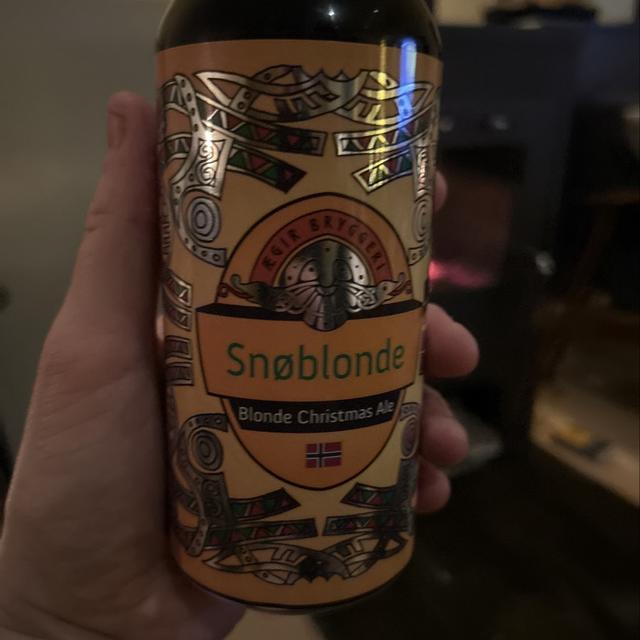 ÆGIR BRYGGERI
Snøblonde
Blonde Christmas Ale